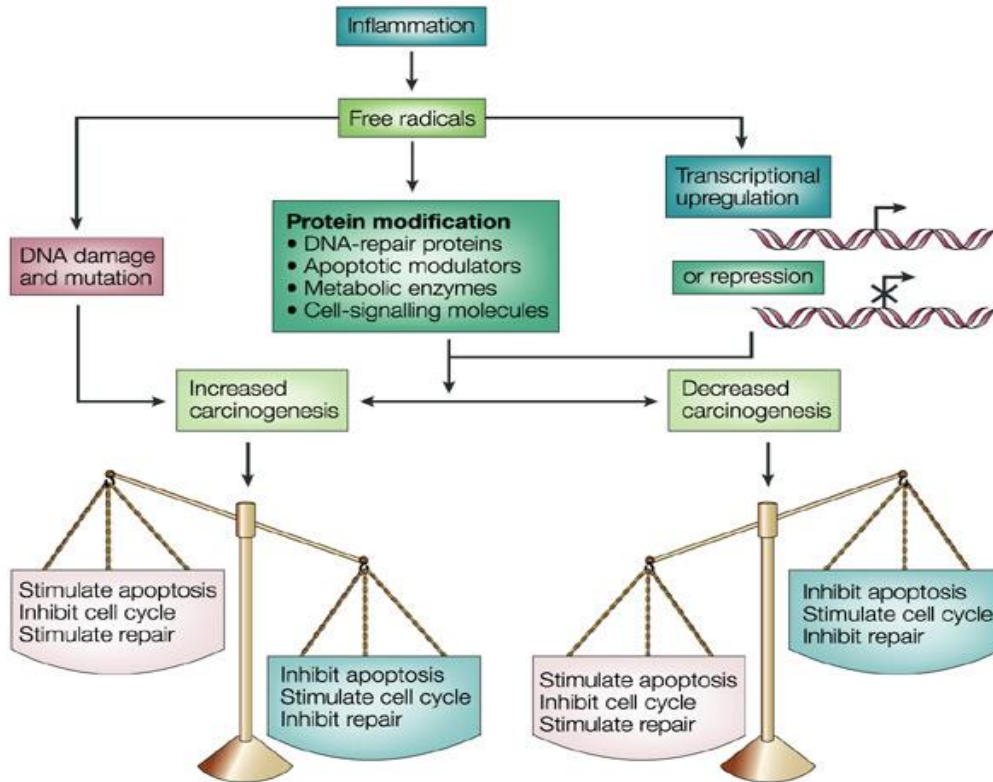 Inflammation
Free radicals
Transcriptional
upregulation
Protein modification
• DNA-repair proteins
• Apoptotic modulators
• Metabolic enzymes
• Cell-signalling molecules
DNA damage
and mutation
or repression
Increased
carcinogenesis
Decreased
carcinogenesis
Stimulate apoptosis
Inhibit cell cycle
Stimulate repair
Inhibit apoptosis
Stimulate cell cycle
Inhibit repair
Stimulate apoptosis
Inhibit cell cycle
Stimulate repair
Inhibit apoptosis
Stimulate cell cycle
Inhibit repair